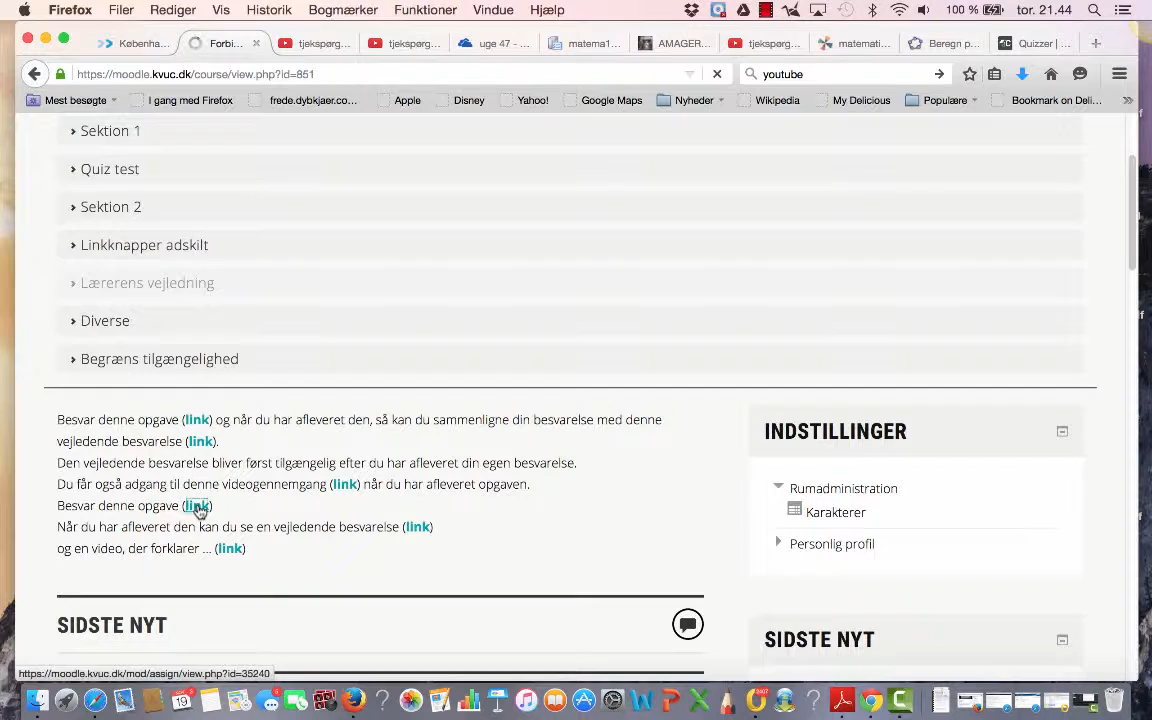 Firefox Filer Rediger Vis Historik Bogmærker Funktioner Vindue Hjælp 100 % tor. 21.44
Københa... Forbi... tjekspørg... tjekspørg... uge 47 - ... matema1... AMAGER... tjekspørg... matemati... Beregn p... Quizzer | ...
https://moodle.kvuc.dk/course/view.php?id=851 youtube
Mest besøgte I gang med Firefox frede.dybkjaer.co... Apple Disney Yahoo! Google Maps Nyheder Wikipedia My Delicious Populære Bookmark on Deli...
Sektion 1
Quiz test
Sektion 2
Linkknapper adskilt
Lærerens vejledning
Diverse
Begræns tilgængelighed
Besvar denne opgave (link) og når du har afleveret den, så kan du sammenligne din besvarelse med denne
vejledende besvarelse (link).
Den vejledende besvarelse bliver først tilgængelig efter du har afleveret din egen besvarelse.
Du får også adgang til denne videogennemgang (link) når du har afleveret opgaven.
Besvar denne opgave (link)
Når du har afleveret den kan du se en vejledende besvarelse (link)
og en video, der forklarer ... (link)
INDSTILLINGER
Rumadministration
Karakterer
Personlig profil
SIDSTE NYT
SIDSTE NYT
https://moodle.kvuc.dk/mod/assign/view.php?id=35240